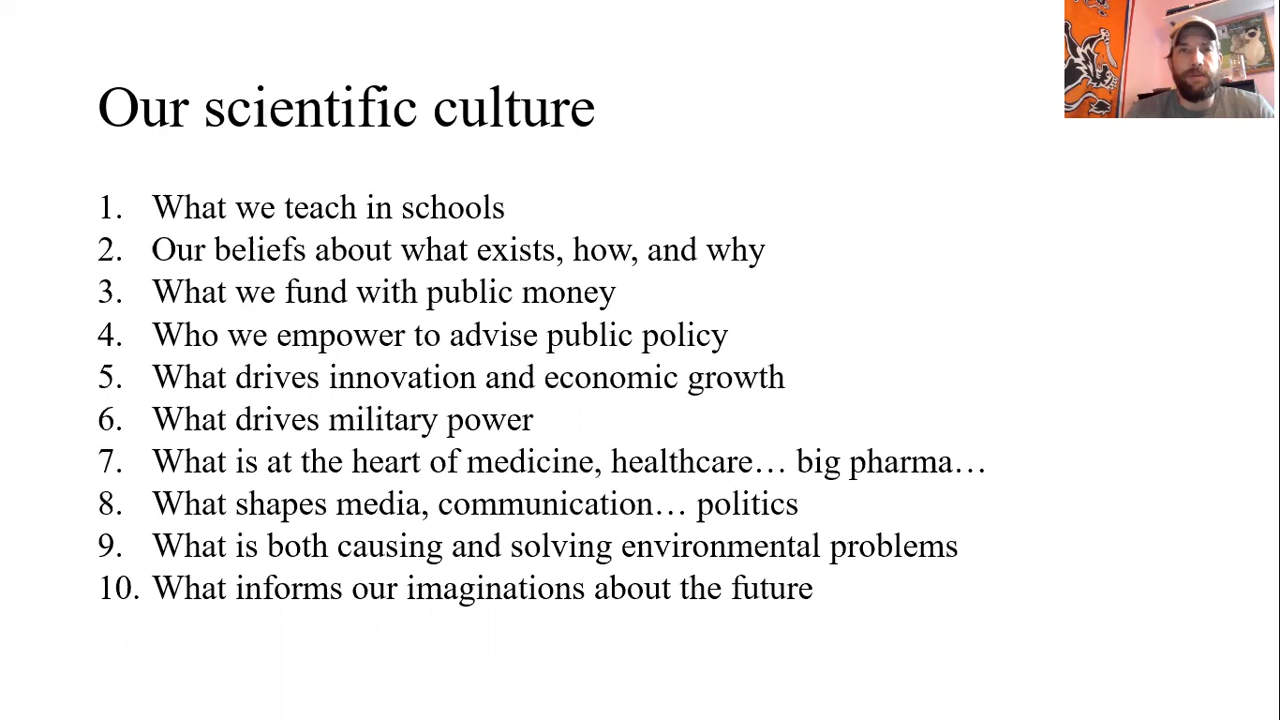 Our scientific culture
1. What we teach in schools
2. Our beliefs about what exists, how, and why
3. What we fund with public money
4. Who we empower to advise public policy
5. What drives innovation and economic growth
6. What drives military power
7. What is at the heart of medicine, healthcare… big pharma…
8. What shapes media, communication… politics
9. What is both causing and solving environmental problems
10. What informs our imaginations about the future